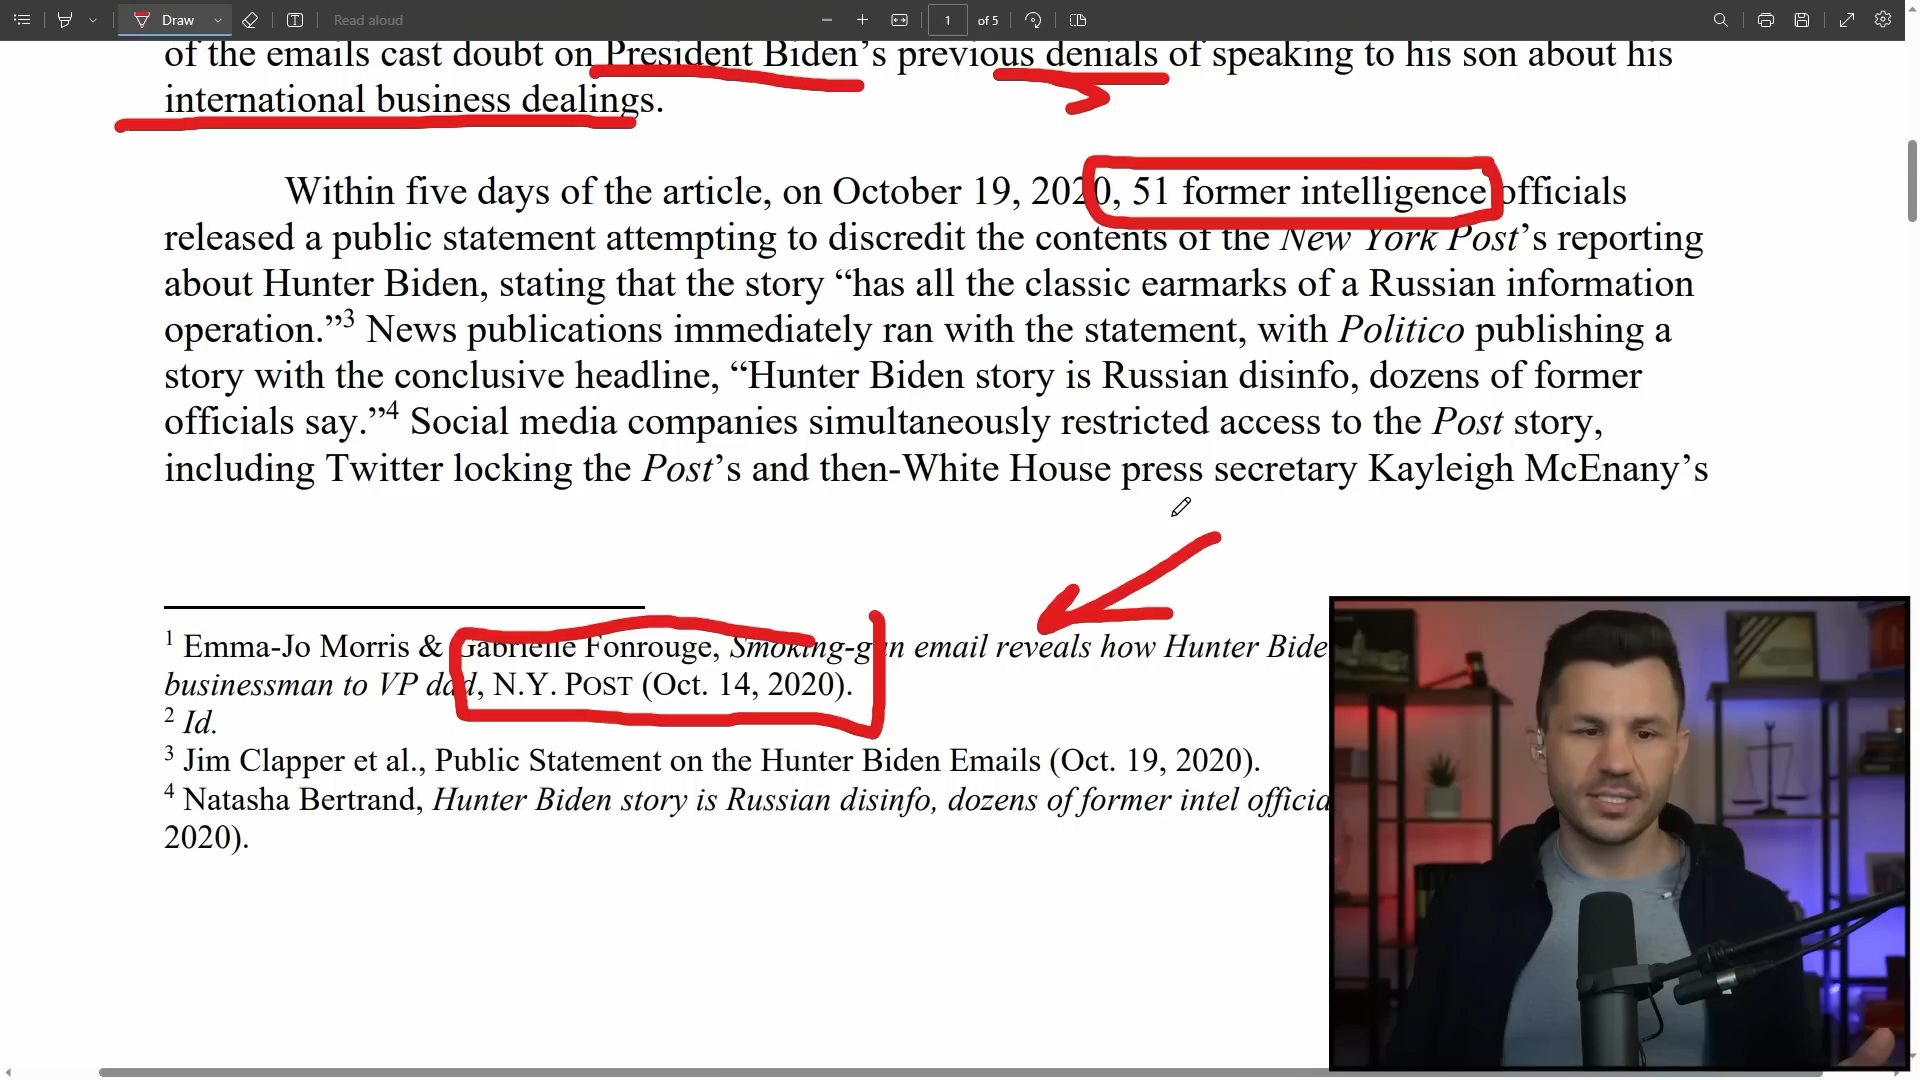 Draw
Read aloud
1
of 5
of the emails cast doubt on President Biden’s previous denials of speaking to his son about his
international business dealings.
Within five days of the article, on October 19, 2020, 51 former intelligence officials
released a public statement attempting to discredit the contents of the New York Post’s reporting
about Hunter Biden, stating that the story “has all the classic earmarks of a Russian information
operation.”3 News publications immediately ran with the statement, with Politico publishing a
story with the conclusive headline, “Hunter Biden story is Russian disinfo, dozens of former
officials say.”4 Social media companies simultaneously restricted access to the Post story,
including Twitter locking the Post’s and then-White House press secretary Kayleigh McEnany’s
1 Emma-Jo Morris & Gabrielle Fonrouge, Smoking-gun email reveals how Hunter Bide
businessman to VP dad, N.Y. POST (Oct. 14, 2020).
2 Id.
3 Jim Clapper et al., Public Statement on the Hunter Biden Emails (Oct. 19, 2020).
4 Natasha Bertrand, Hunter Biden story is Russian disinfo, dozens of former intel officia
2020).